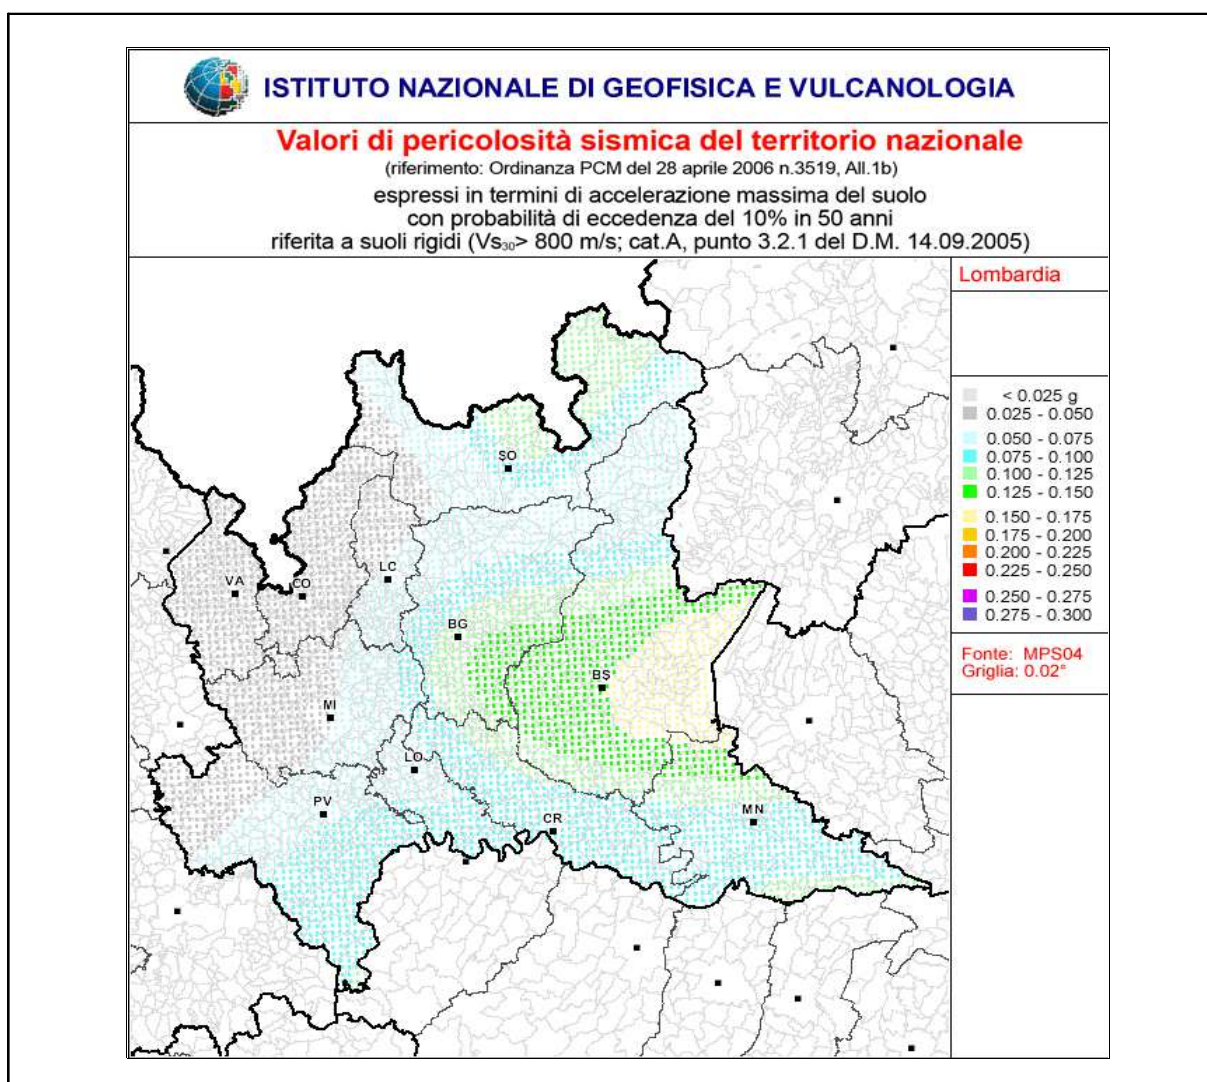 ISTITUTO NAZIONALE DI GEOFISICA E VULCANOLOGIA
Valori di pericolosità sismica del territorio nazionale
(riferimento: Ordinanza PCM del 28 aprile 2006 n.3519, All.1b)
espressi in termini di accelerazione massima del suolo
con probabilità di eccedenza del 10% in 50 anni
riferita a suoli rigidi (Vs₃₀> 800 m/s; cat.A, punto 3.2.1 del D.M. 14.09.2005)
Lombardia
< 0.025 g
0.025 - 0.050
0.050 - 0.075
0.075 - 0.100
0.100 - 0.125
0.125 - 0.150
0.150 - 0.175
0.175 - 0.200
0.200 - 0.225
0.225 - 0.250
0.250 - 0.275
0.275 - 0.300
Fonte: MPS04
Griglia: 0.02°
SO
LC
VA
CO
BG
BS
MI
LO
PV
CR
MN